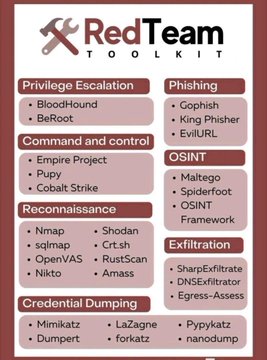 RedTeam
TOOLKIT
Privilege Escalation
• BloodHound
• BeRoot
Command and control
• Empire Project
• Pupy
• Cobalt Strike
Reconnaissance
• Nmap
• sqlmap
• OpenVAS
• Nikto
• Shodan
• Crt.sh
• RustScan
• Amass
Phishing
• Gophish
• King Phisher
• EvilURL
OSINT
• Maltego
• Spiderfoot
• OSINT
Framework
Exfiltration
• SharpExfiltrate
• DNSExfiltrator
• Egress-Assess
Credential Dumping
• Mimikatz
• Dumpert
• LaZagne
• forkatz
• Pypykatz
• nanodump